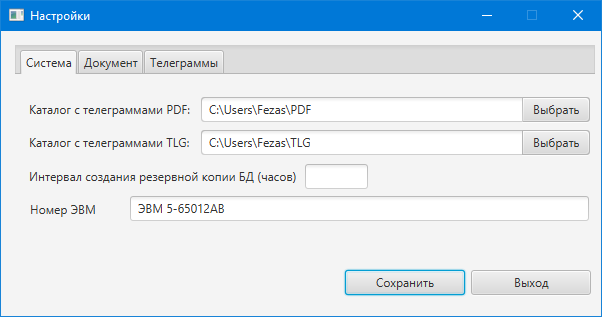 Настройки
Система Документ Телеграммы
Каталог с телеграммами PDF: C:\Users\Fezas\PDF Выбрать
Каталог с телеграммами TLG: C:\Users\Fezas\TLG Выбрать
Интервал создания резервной копии БД (часов)
Номер ЭВМ ЭВМ 5-65012АВ
Сохранить Выход